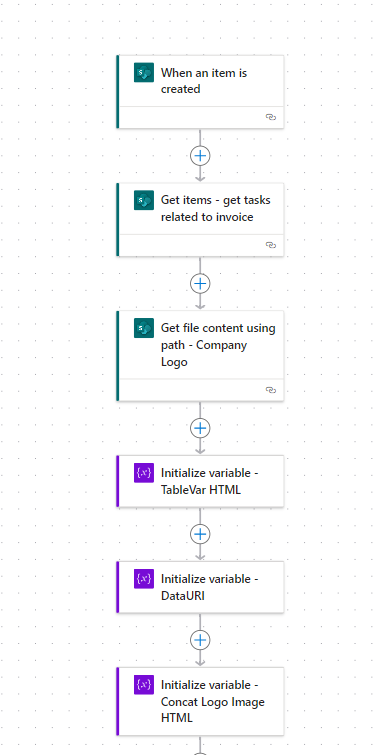 When an item is
created
Get items - get tasks
related to invoice
Get file content using
path - Company
Logo
{x}
Initialize variable -
TableVar HTML
{x}
Initialize variable -
DataURI
{x}
Initialize variable -
Concat Logo Image
HTML